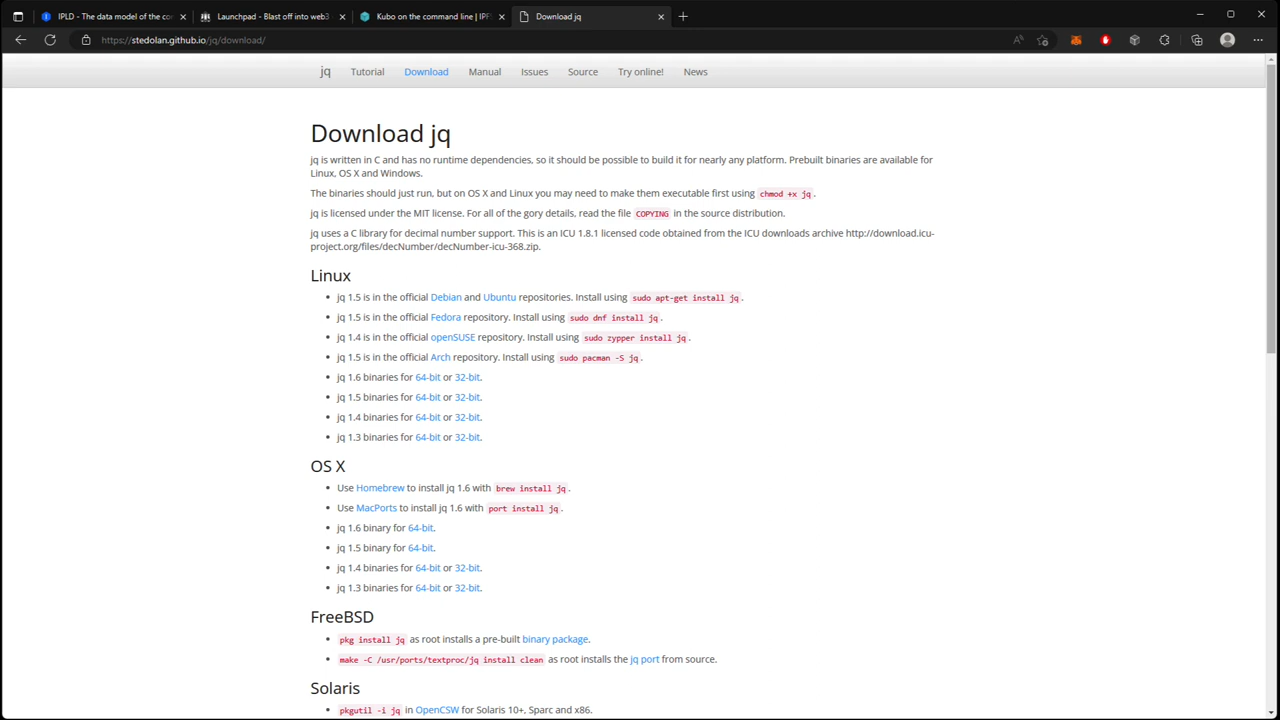 IPLD - The data model of the co
Launchpad - Blast off into web3
Kubo on the command line | IPF
Download jq
https://stedolan.github.io/jq/download/
jq Tutorial Download Manual Issues Source Try online! News
Download jq
jq is written in C and has no runtime dependencies, so it should be possible to build it for nearly any platform. Prebuilt binaries are available for
Linux, OS X and Windows.
The binaries should just run, but on OS X and Linux you may need to make them executable first using chmod +x jq .
jq is licensed under the MIT license. For all of the gory details, read the file COPYING in the source distribution.
jq uses a C library for decimal number support. This is an ICU 1.8.1 licensed code obtained from the ICU downloads archive http://download.icu-
project.org/files/decNumber/decNumber-icu-368.zip.
Linux
• jq 1.5 is in the official Debian and Ubuntu repositories. Install using sudo apt-get install jq .
• jq 1.5 is in the official Fedora repository. Install using sudo dnf install jq .
• jq 1.4 is in the official openSUSE repository. Install using sudo zypper install jq .
• jq 1.5 is in the official Arch repository. Install using sudo pacman -S jq .
• jq 1.6 binaries for 64-bit or 32-bit.
• jq 1.5 binaries for 64-bit or 32-bit.
• jq 1.4 binaries for 64-bit or 32-bit.
• jq 1.3 binaries for 64-bit or 32-bit.
OS X
• Use Homebrew to install jq 1.6 with brew install jq .
• Use MacPorts to install jq 1.6 with port install jq .
• jq 1.6 binary for 64-bit.
• jq 1.5 binary for 64-bit.
• jq 1.4 binaries for 64-bit or 32-bit.
• jq 1.3 binaries for 64-bit or 32-bit.
FreeBSD
• pkg install jq as root installs a pre-built binary package.
• make -C /usr/ports/textproc/jq install clean as root installs the jq port from source.
Solaris
• pkgutil -i jq in OpenCSW for Solaris 10+, Sparc and x86.